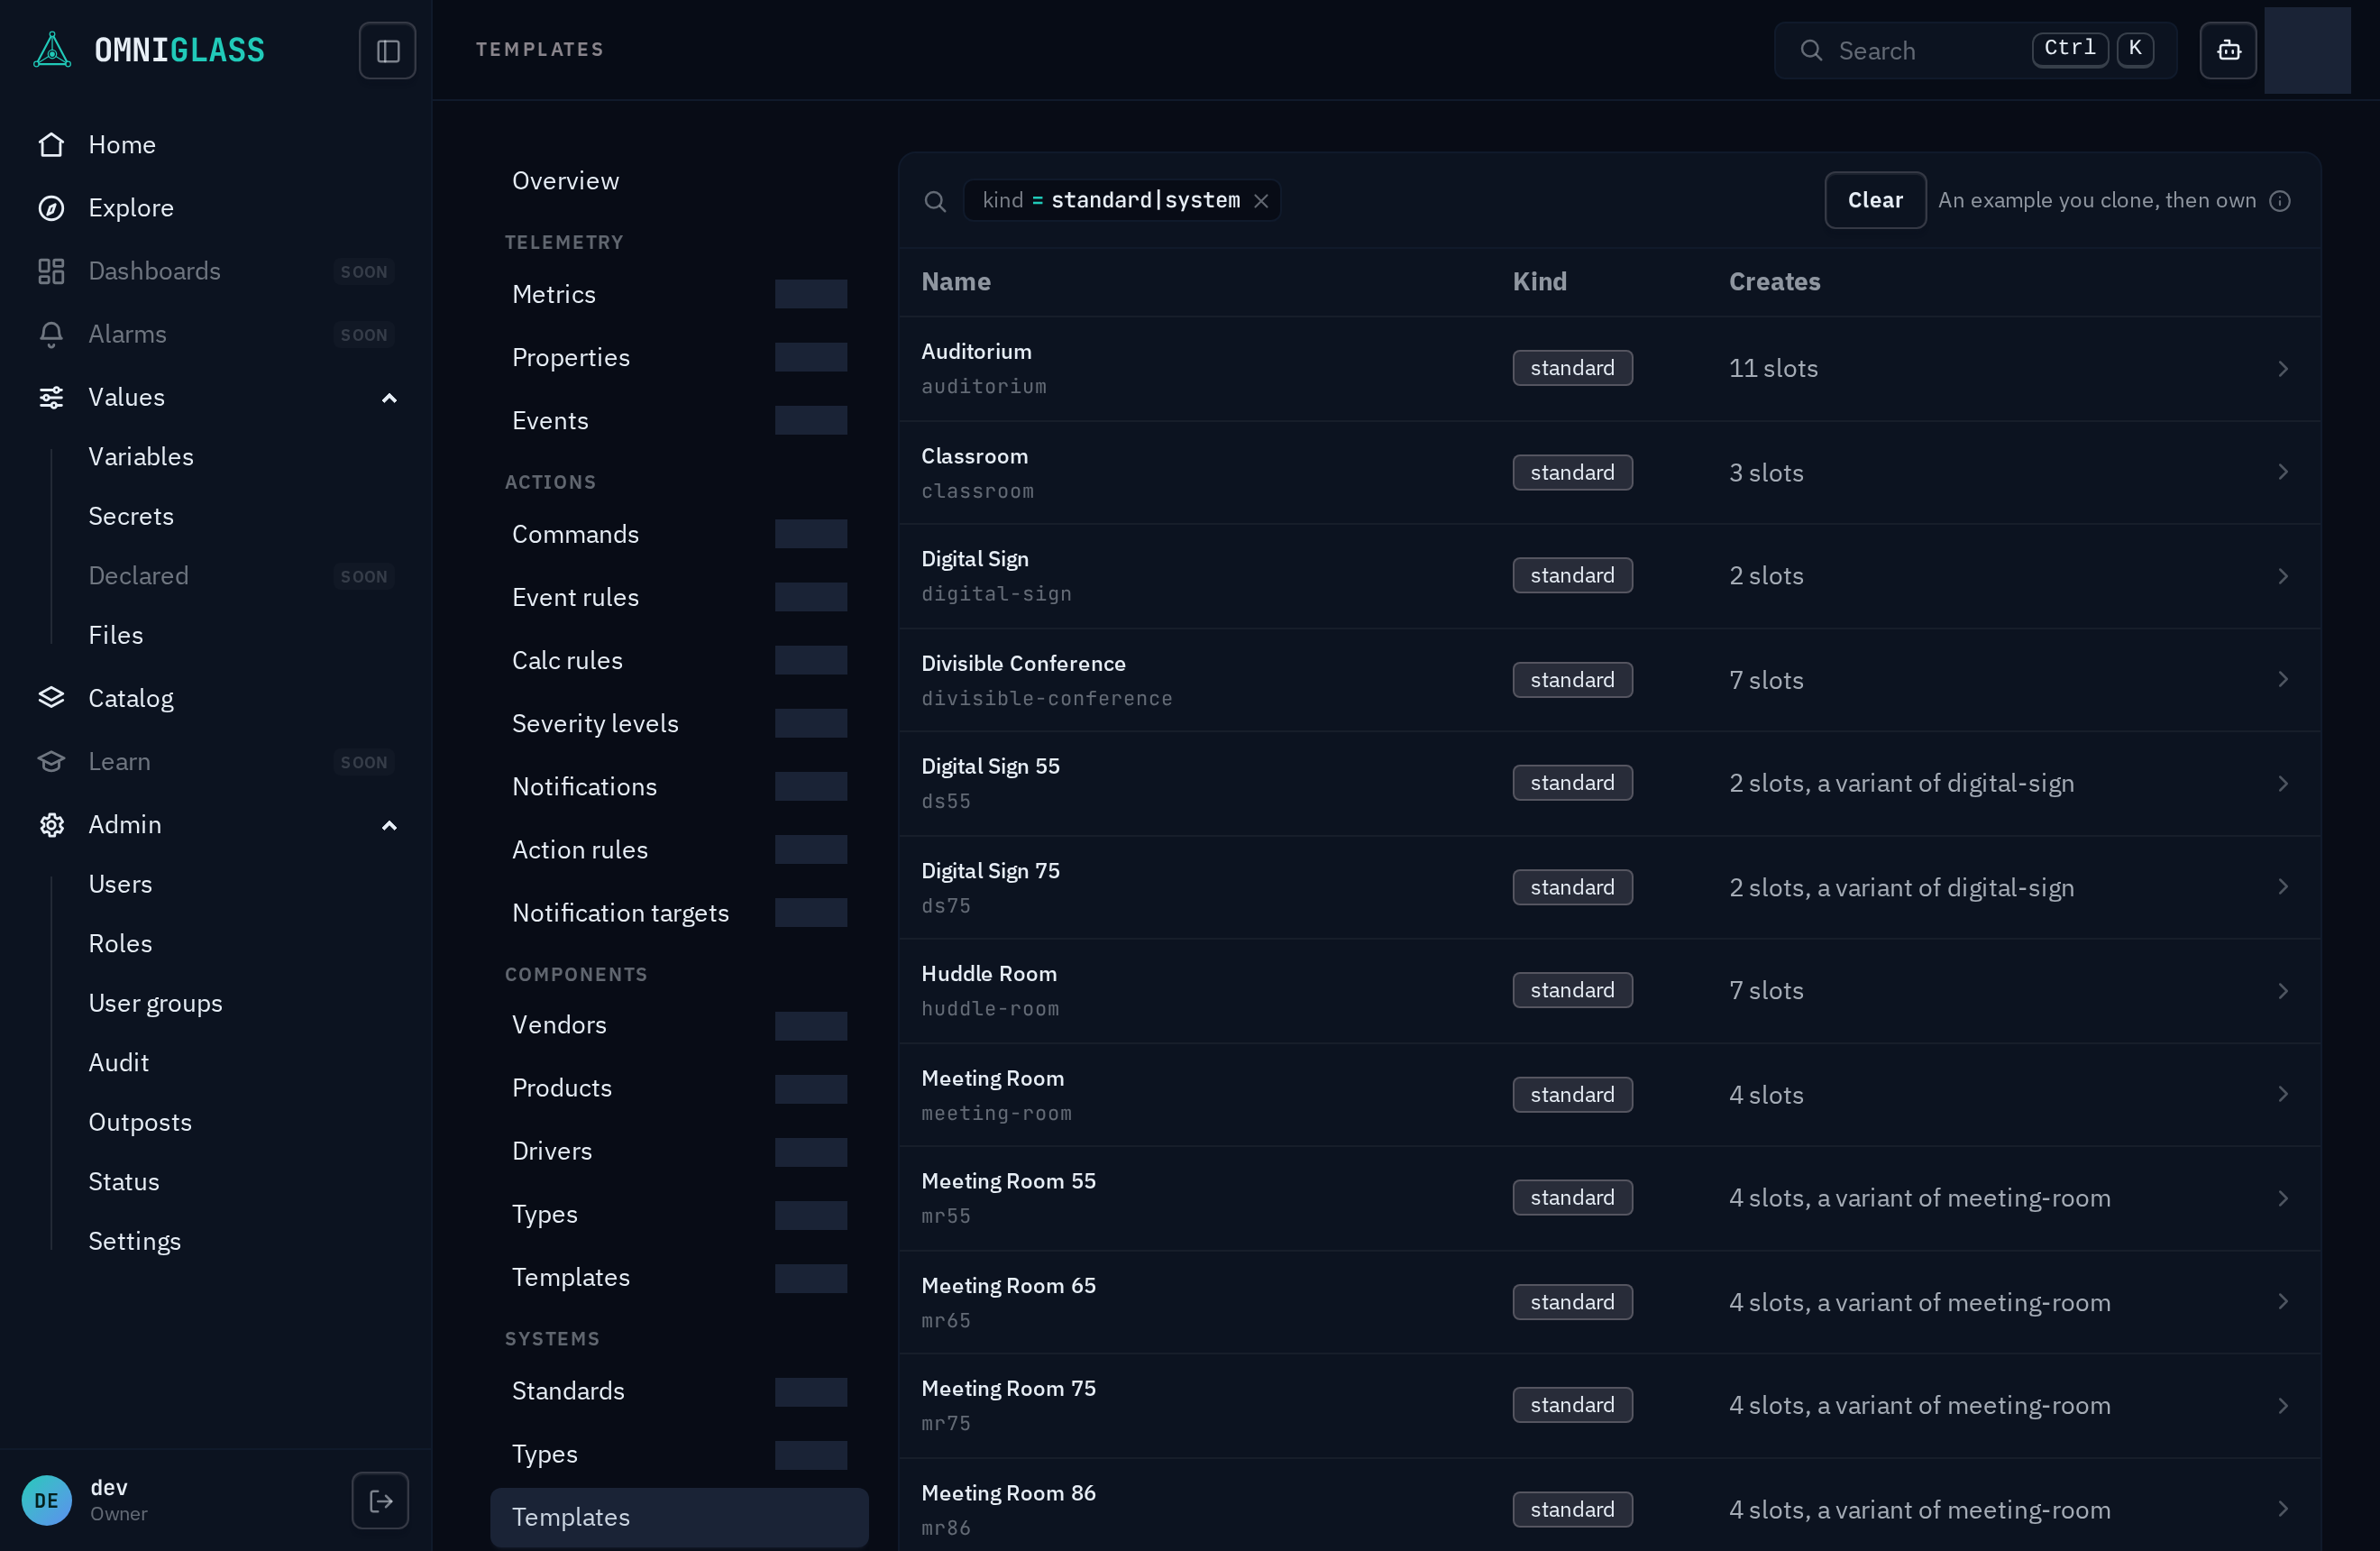 OMNIGLASS
TEMPLATES
Search
Ctrl K
Home
Explore
Dashboards SOON
Alarms SOON
Values
Variables
Secrets
Declared SOON
Files
Catalog
Learn SOON
Admin
Users
Roles
User groups
Audit
Outposts
Status
Settings
DE
dev
Owner
Overview
TELEMETRY
Metrics
Properties
Events
ACTIONS
Commands
Event rules
Calc rules
Severity levels
Notifications
Action rules
Notification targets
COMPONENTS
Vendors
Products
Drivers
Types
Templates
SYSTEMS
Standards
Types
Templates
kind = standard|system
Clear An example you clone, then own
Name Kind Creates
Auditorium
auditorium
standard 11 slots
Classroom
classroom
standard 3 slots
Digital Sign
digital-sign
standard 2 slots
Divisible Conference
divisible-conference
standard 7 slots
Digital Sign 55
ds55
standard 2 slots, a variant of digital-sign
Digital Sign 75
ds75
standard 2 slots, a variant of digital-sign
Huddle Room
huddle-room
standard 7 slots
Meeting Room
meeting-room
standard 4 slots
Meeting Room 55
mr55
standard 4 slots, a variant of meeting-room
Meeting Room 65
mr65
standard 4 slots, a variant of meeting-room
Meeting Room 75
mr75
standard 4 slots, a variant of meeting-room
Meeting Room 86
mr86
standard 4 slots, a variant of meeting-room